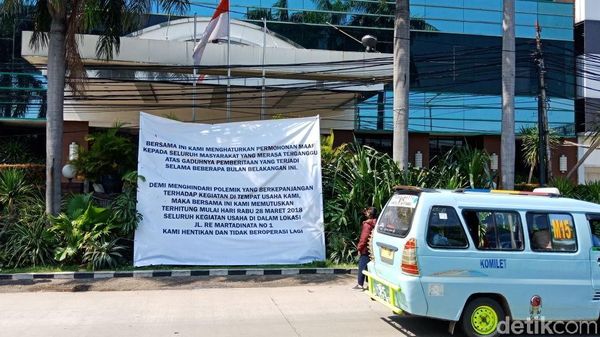 BERSAMA INI KAMI MENGHATURKAN PERMOHONAN MAAF
KEPADA SELURUH MASYARAKAT YANG MERASA TERGANGGU
ATAS GADUHNYA PEMBERITAAN YANG TERJADI
SELAMA BEBERAPA BULAN BELAKANGAN INI.
DEMI MENGHINDARI POLEMIK YANG BERKEPANJANGAN
TERHADAP KEGIATAN DI TEMPAT USAHA KAMI,
MAKA BERSAMA INI KAMI MEMUTUSKAN
TERHITUNG MULAI HARI RABU 28 MARET 2018
SELURUH KEGIATAN USAHA DI DALAM LOKASI
JL. RE MARTADINATA NO 1
KAMI HENTIKAN DAN TIDAK BEROPERASI LAGI
M15
KOMILET
detikcom